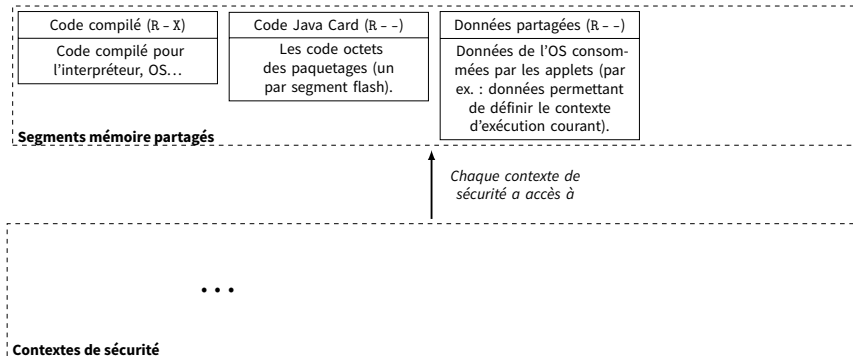 Code compilé (R - X)
Code compilé pour
l'interpréteur, OS…
Code Java Card (R - -)
Les code octets
des paquetages (un
par segment flash).
Données partagées (R - -)
Données de l'OS consom-
mées par les applets (par
ex. : données permettant
de définir le contexte
d'exécution courant).
Segments mémoire partagés
Chaque contexte de
sécurité a accès à
...
Contextes de sécurité